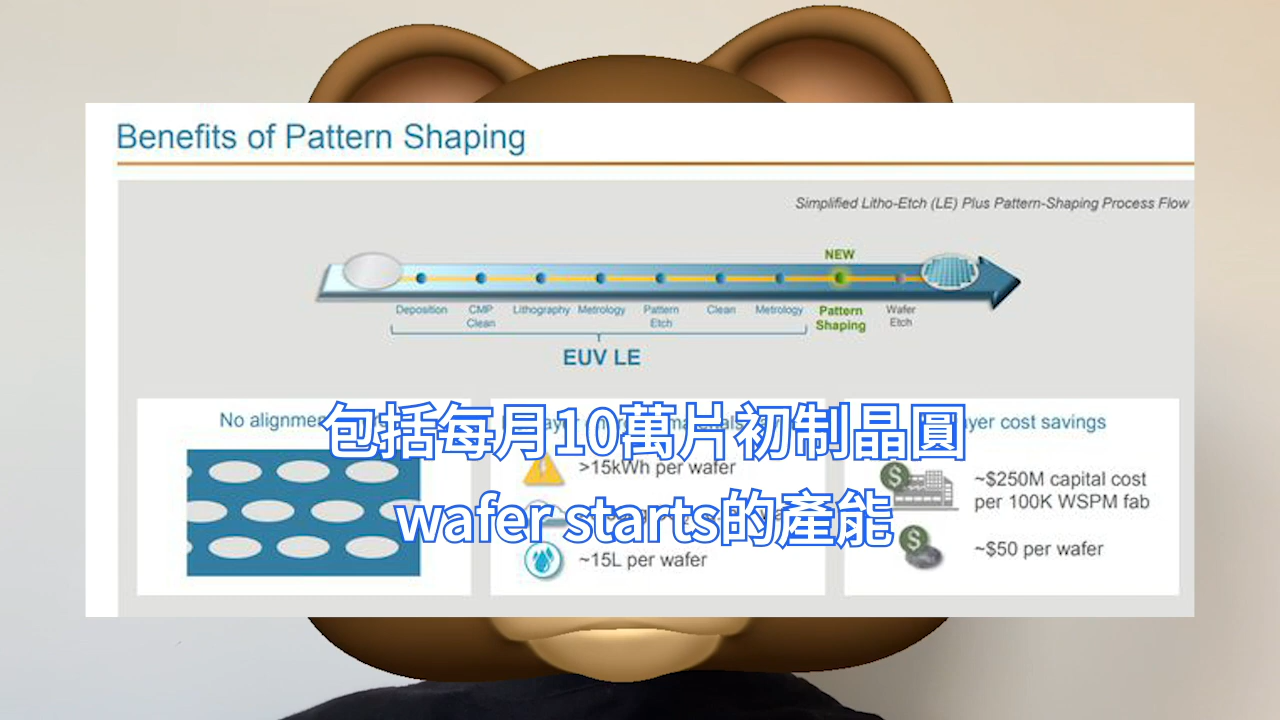 Benefits of Pattern Shaping
Simplified Litho-Etch (LE) Plus Pattern-Shaping Process Flow
NEW
Deposition
CMP
Clean
Lithography
Metrology
Pattern
Etch
Clean
Metrology
Pattern
Shaping
Wafer
Etch
EUV LE
No
包括每月10萬片初制晶圓
wafer starts的產能
cost savings
>15kWh per wafer
~15L per wafer
~$250M capital cost
per 100K WSPM fab
~$50 per wafer